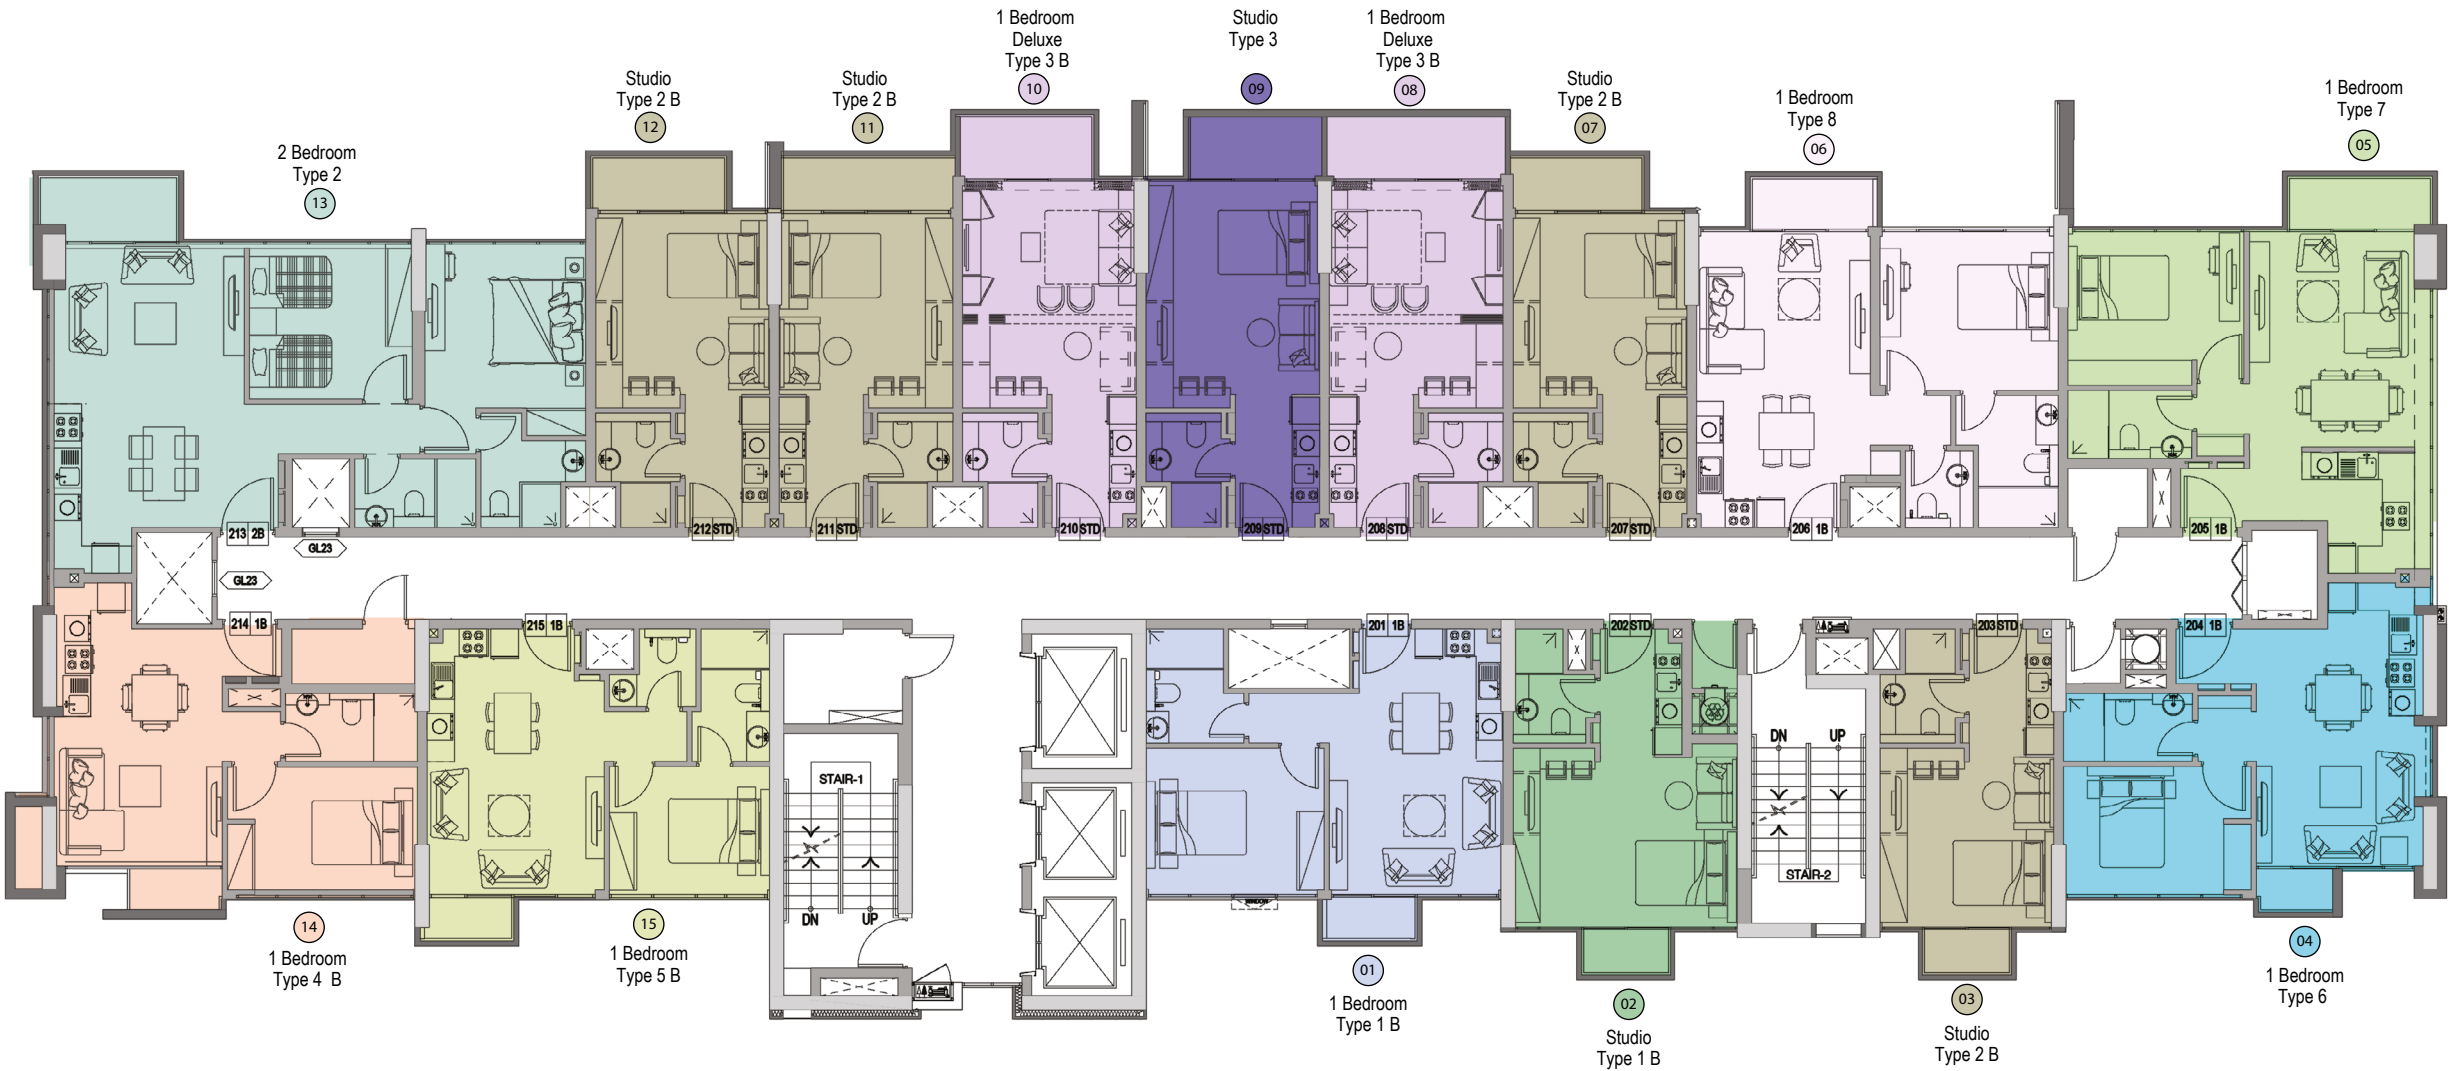 1 Bedroom
Deluxe
Type 3 B
10
Studio
Type 3
09
1 Bedroom
Deluxe
Type 3 B
08
Studio
Type 2 B
12
Studio
Type 2 B
11
Studio
Type 2 B
07
1 Bedroom
Type 8
06
1 Bedroom
Type 7
05
2 Bedroom
Type 2
13
213 2B
GL23
212 STD
211 STD
210 STD
209 STD
208 STD
207 STD
206 1B
205 1B
GL23
214 1B
215 1B
201 1B
202 STD
203 STD
204 1B
STAIR-1
DN
UP
DN
UP
STAIR-2
WINDOW
14
1 Bedroom
Type 4 B
15
1 Bedroom
Type 5 B
01
1 Bedroom
Type 1 B
02
Studio
Type 1 B
03
Studio
Type 2 B
04
1 Bedroom
Type 6